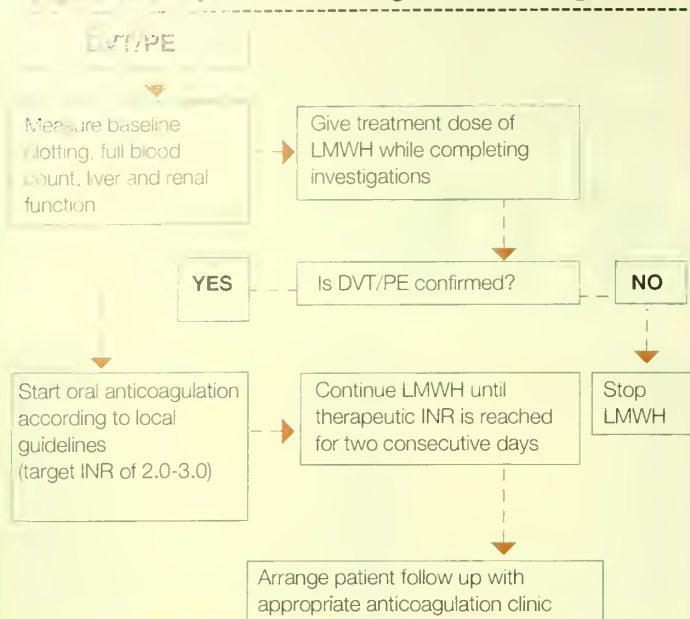 DVT/PE
Measure baseline
clotting, full blood
count, liver and renal
function
Give treatment dose of
LMWH while completing
investigations
Is DVT/PE confirmed?
YES
NO
Start oral anticoagulation
according to local
guidelines
(target INR of 2.0-3.0)
Continue LMWH until
therapeutic INR is reached
for two consecutive days
Stop
LMWH
Arrange patient follow up with
appropriate anticoagulation clinic